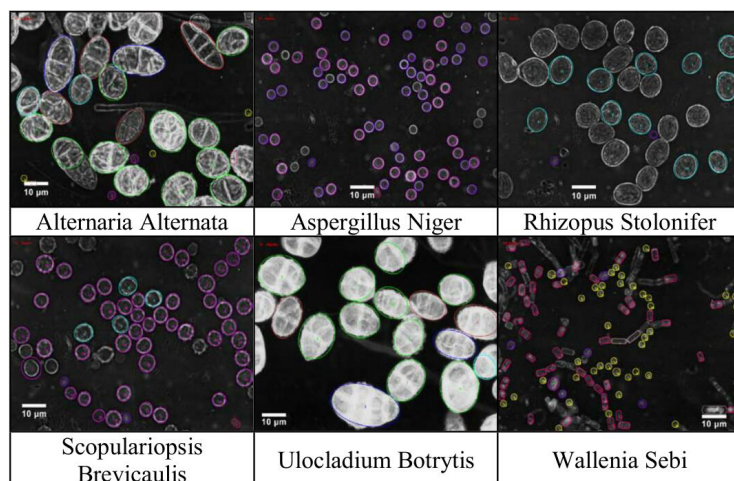 10 μm
10 μm
10 μm
Alternaria Alternata
Aspergillus Niger
Rhizopus Stolonifer
10 μm
10 μm
10 μm
Scopulariopsis
Brevicaulis
Ulocladium Botrytis
Wallenia Sebi